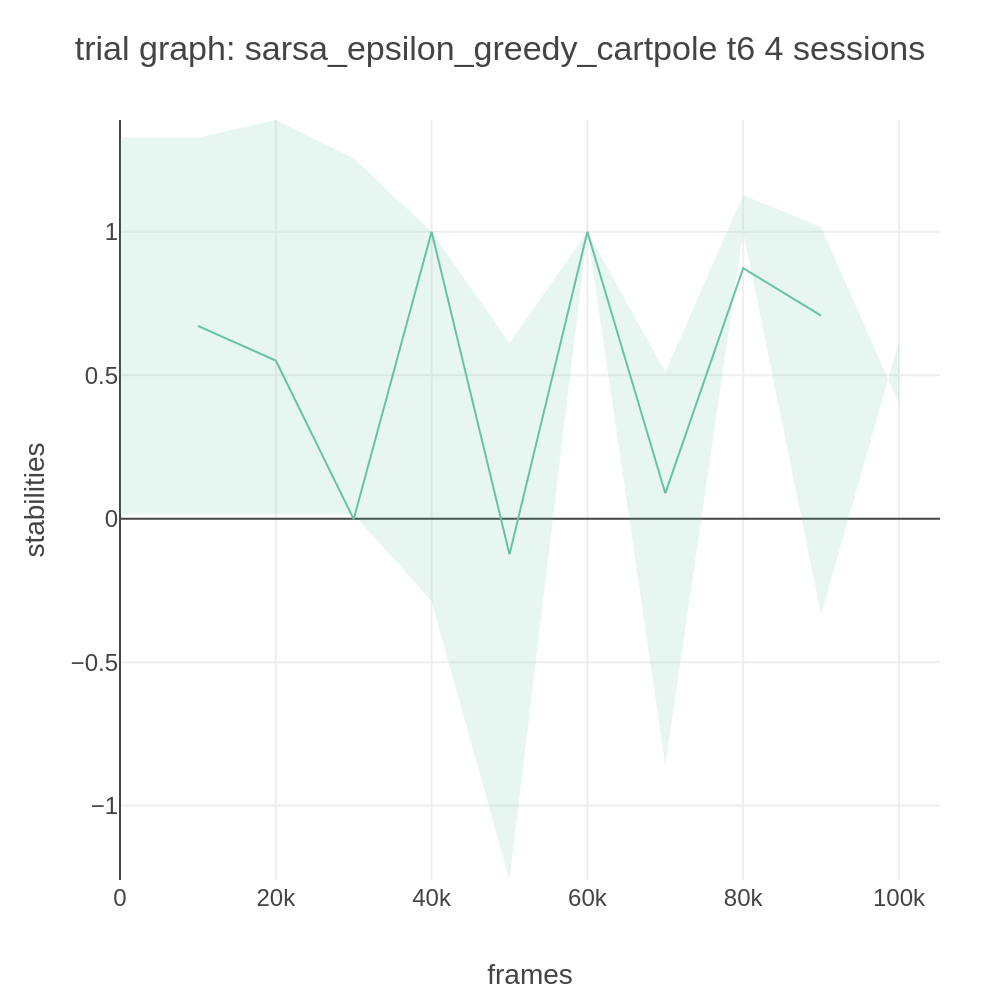 trial graph: sarsa_epsilon_greedy_cartpole t6 4 sessions
1
0.5
0
−0.5
−1
stabilities
0
20k
40k
60k
80k
100k
frames